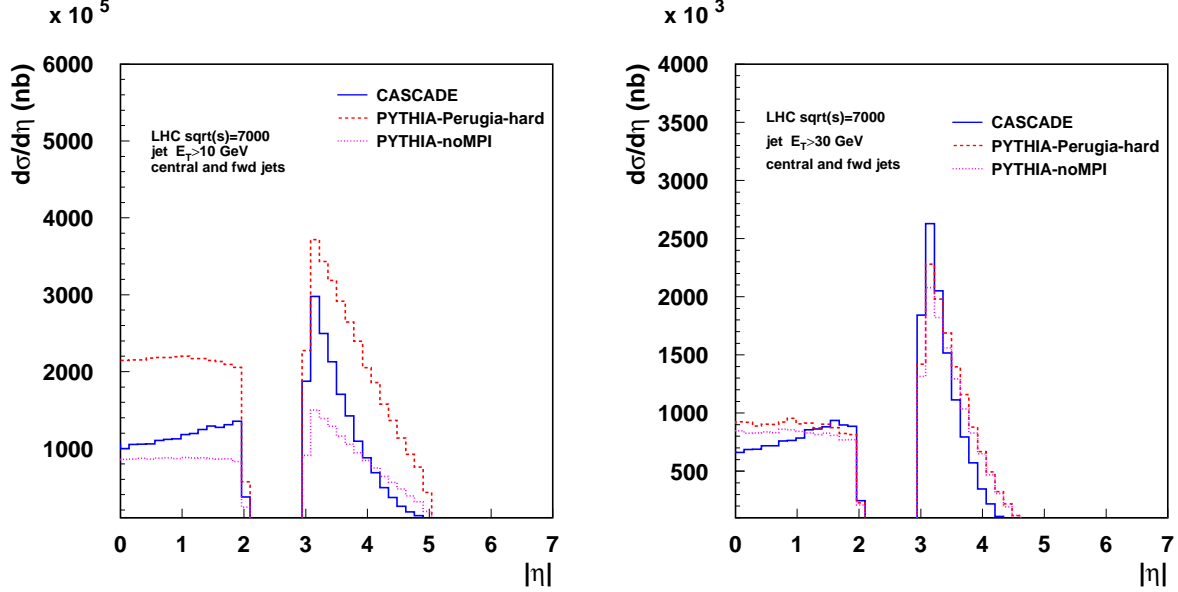 x 10 5
dσ/dη (nb)
6000
5000
4000
3000
2000
1000
CASCADE
PYTHIA-Perugia-hard
PYTHIA-noMPI
LHC sqrt(s)=7000
jet ET>10 GeV
central and fwd jets
0 1 2 3 4 5 6 7
|η|
x 10 3
dσ/dη (nb)
4000
3500
3000
2500
2000
1500
1000
500
CASCADE
PYTHIA-Perugia-hard
PYTHIA-noMPI
LHC sqrt(s)=7000
jet ET>30 GeV
central and fwd jets
0 1 2 3 4 5 6 7
|η|